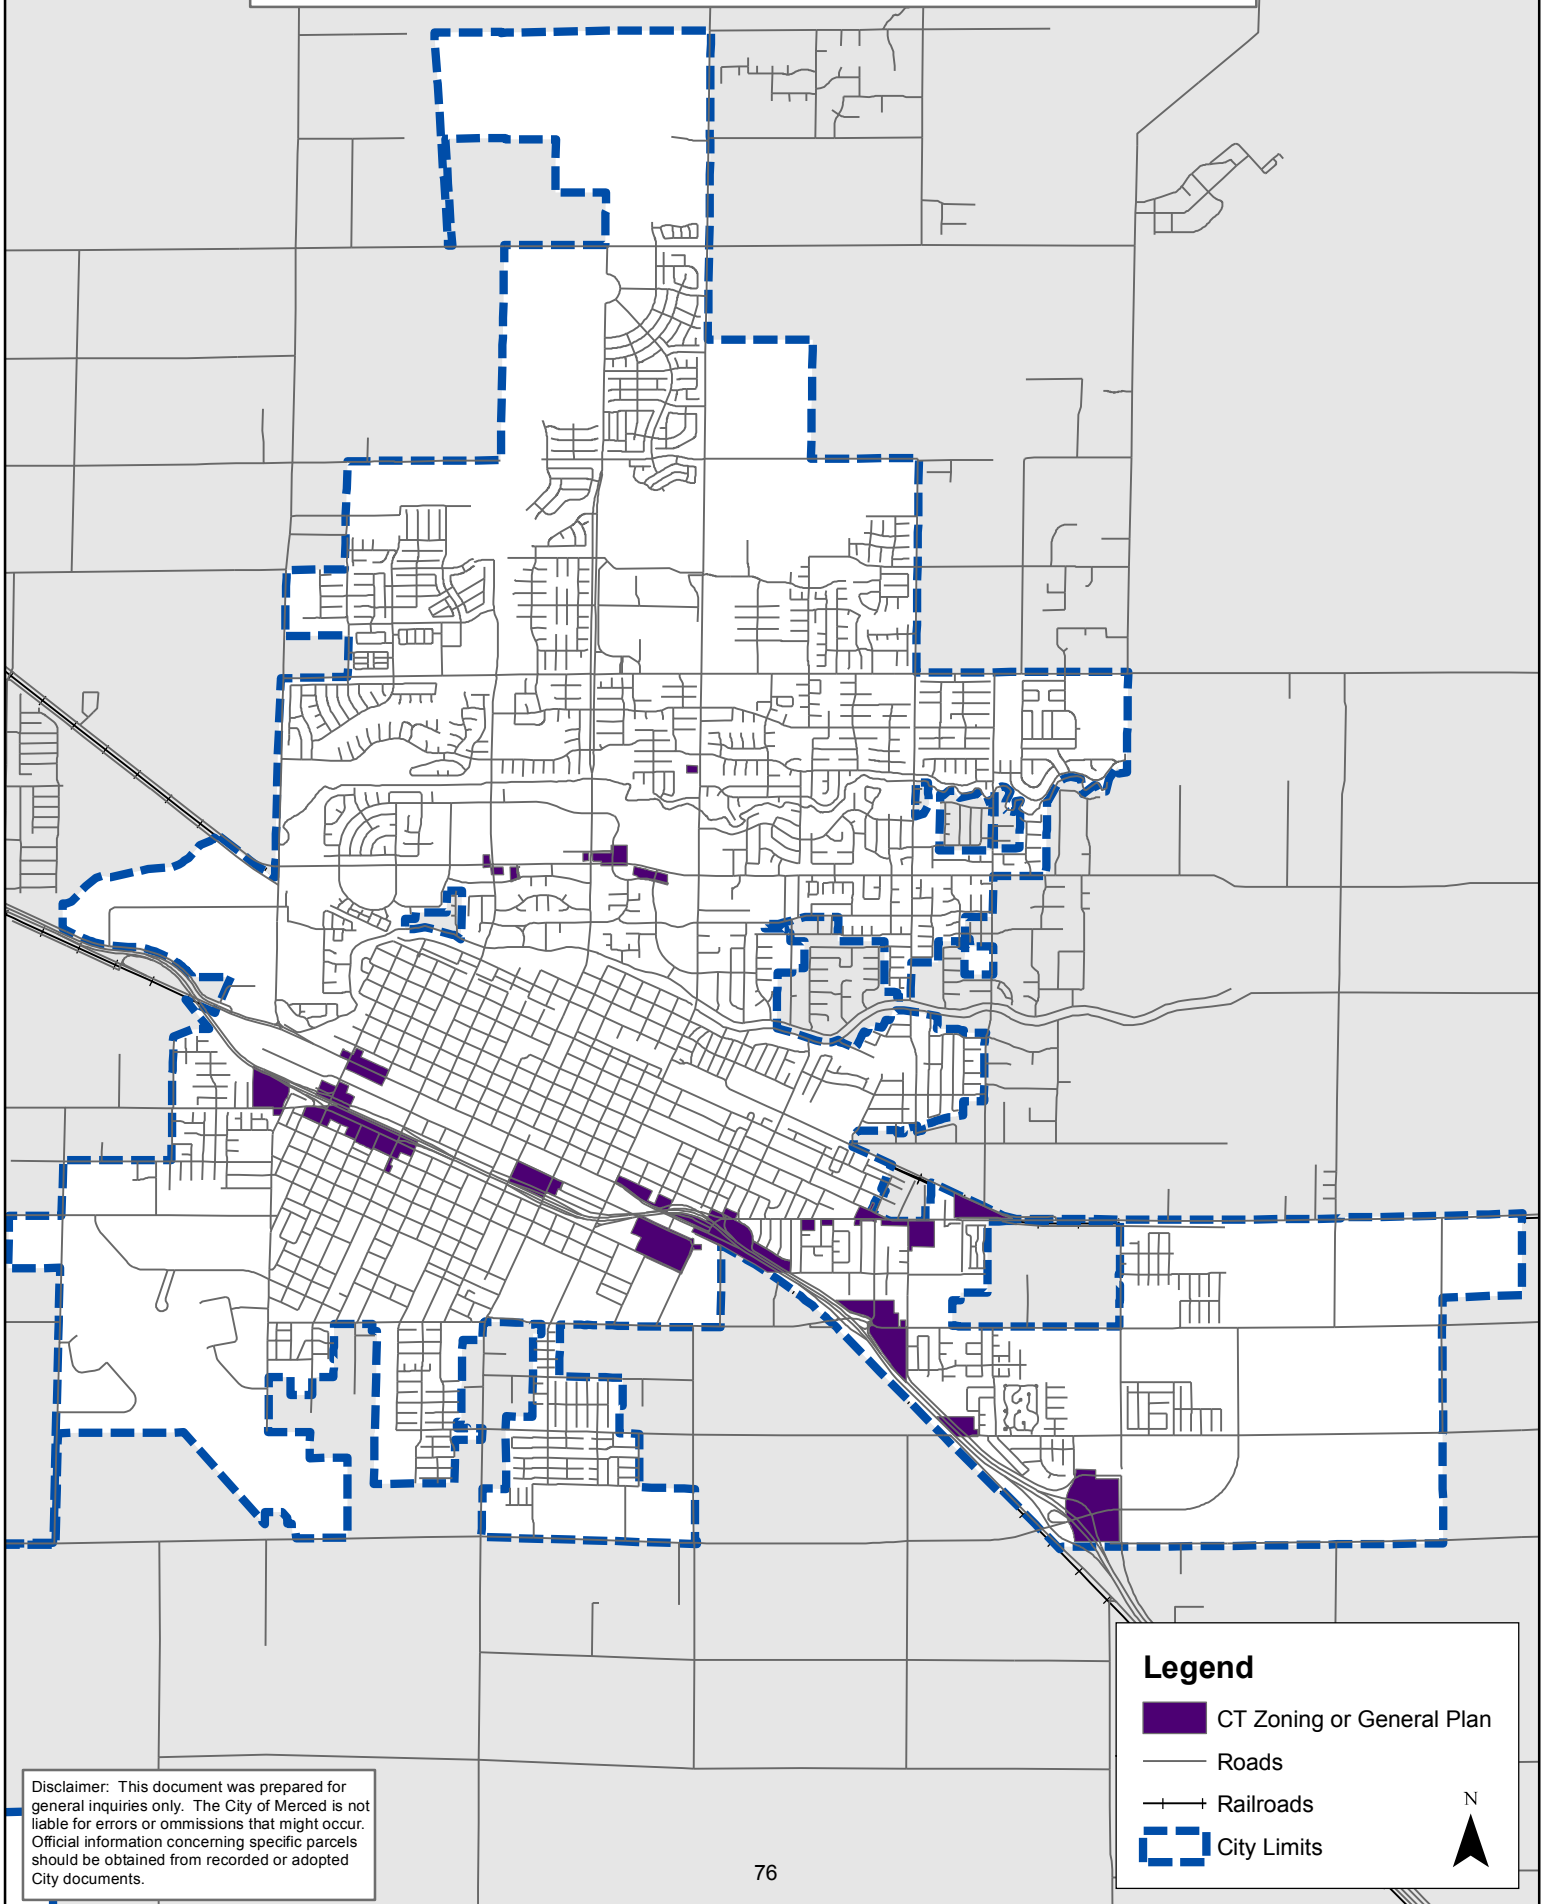 Legend
CT Zoning or General Plan
Roads
Railroads
City Limits
N
Disclaimer: This document was prepared for
general inquiries only. The City of Merced is not
liable for errors or ommissions that might occur.
Official information concerning specific parcels
should be obtained from recorded or adopted
City documents.
76